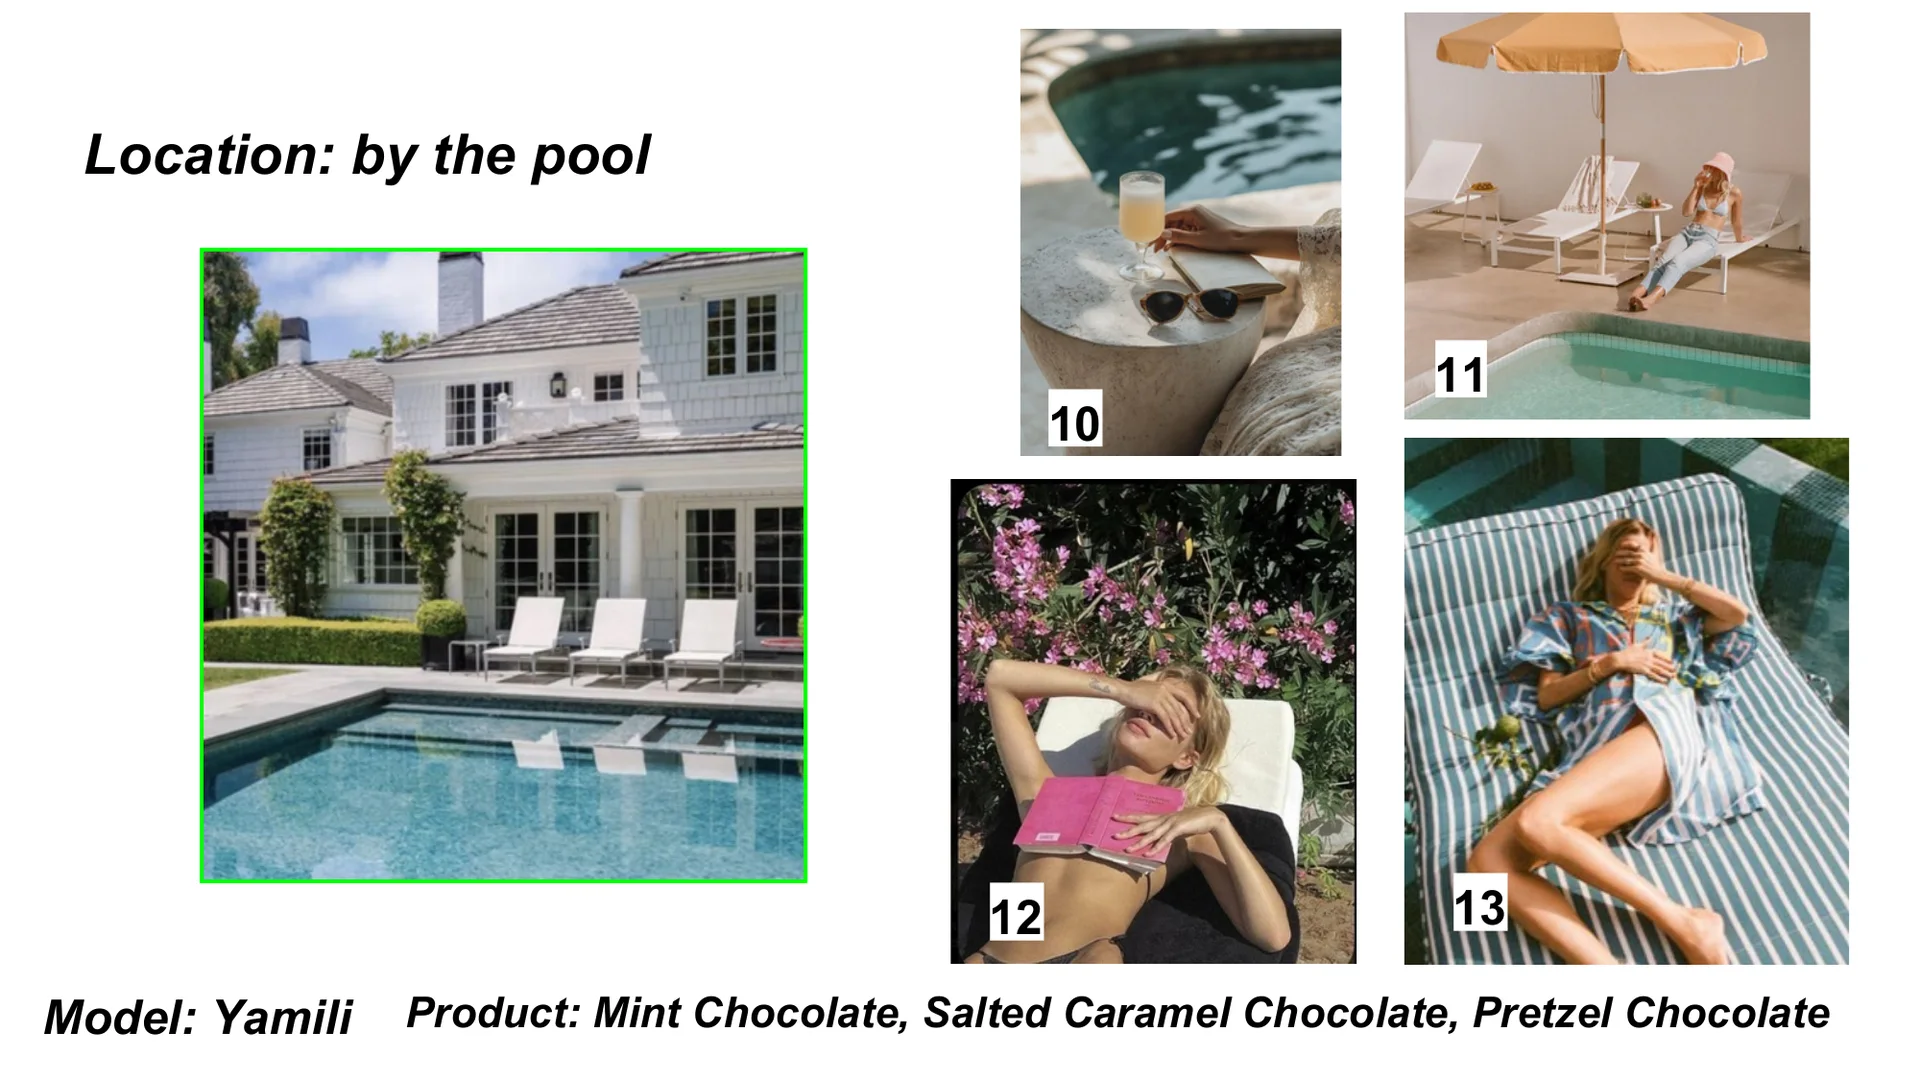 Location: by the pool
10
11
12
13
Model: Yamili
Product: Mint Chocolate, Salted Caramel Chocolate, Pretzel Chocolate